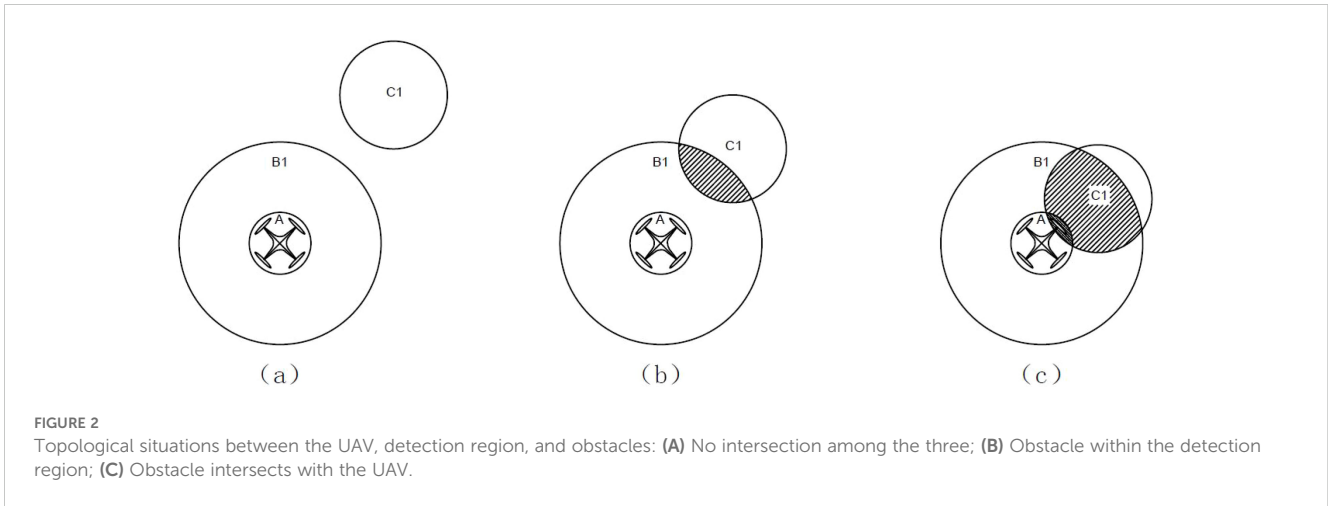 C1
B1
A
(a)
C1
B1
A
(b)
B1
C1
A
(c)
FIGURE 2
Topological situations between the UAV, detection region, and obstacles: (A) No intersection among the three; (B) Obstacle within the detection
region; (C) Obstacle intersects with the UAV.